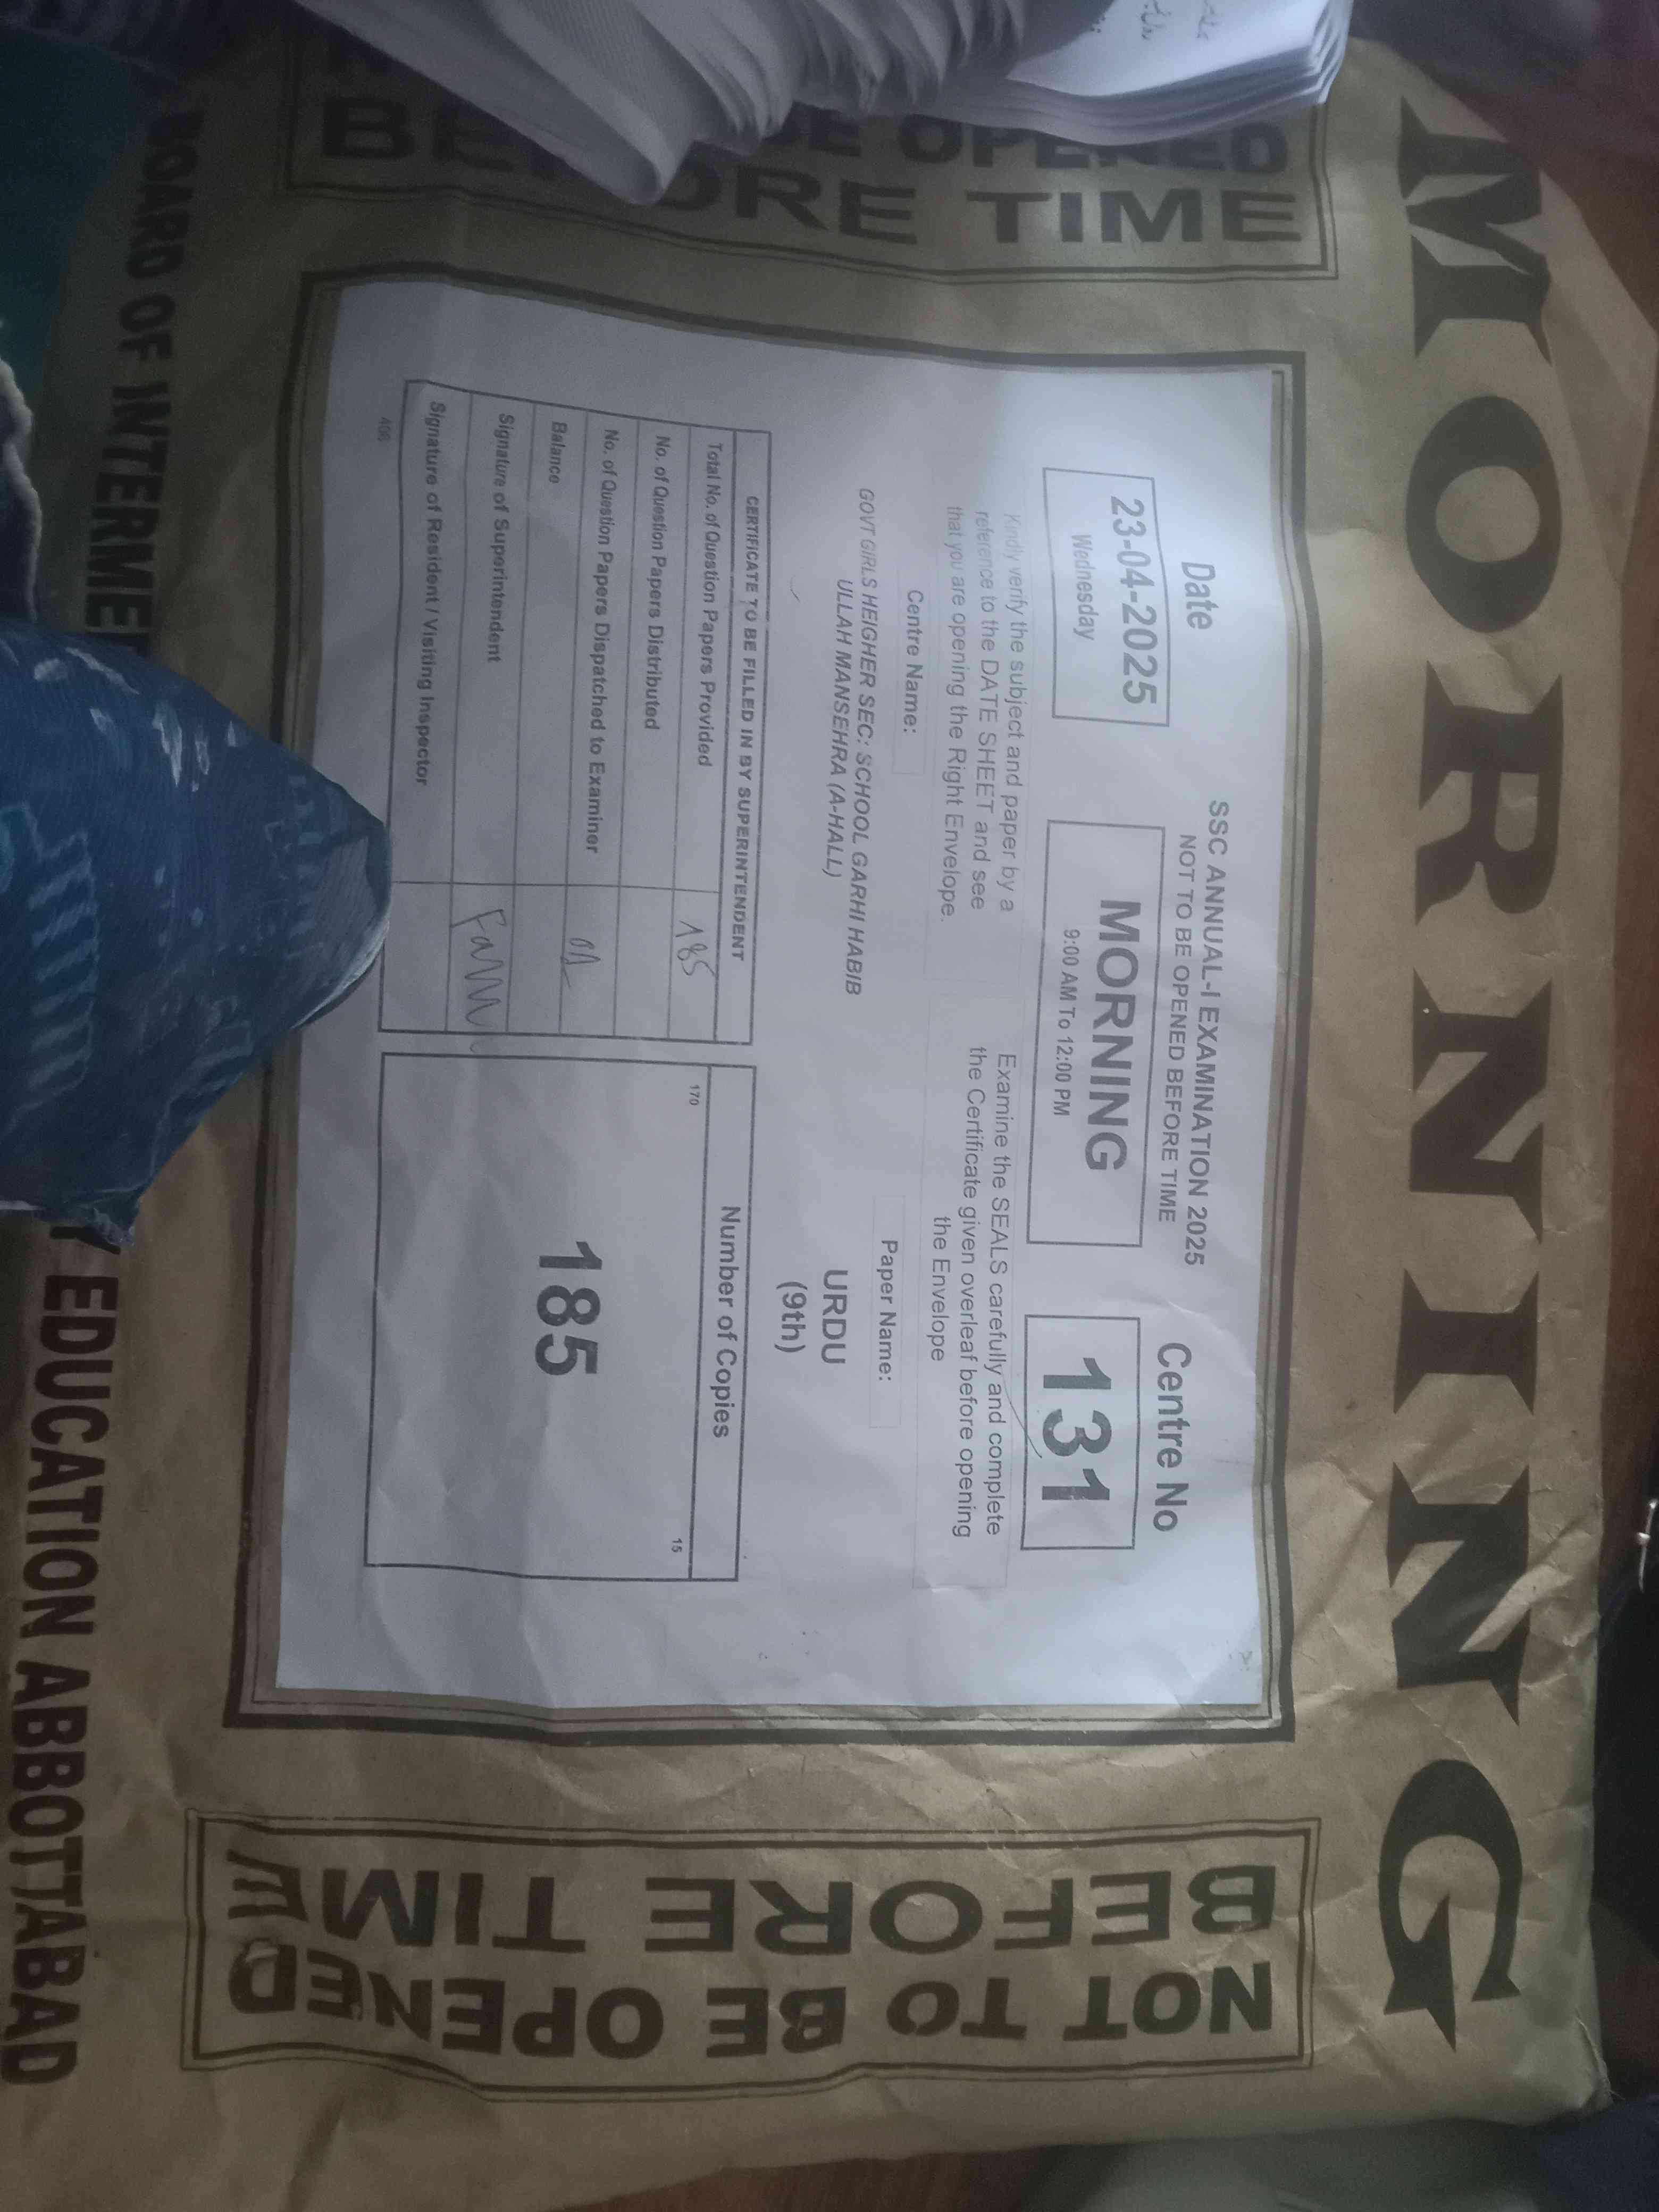 MORNING
BE OPENED
BEFORE TIME
SSC ANNUAL-I EXAMINATION 2025
NOT TO BE OPENED BEFORE TIME
Date
23-04-2025
Wednesday
MORNING
9:00 AM To 12:00 PM
Centre No
131
Kindly verify the subject and paper by a
reference to the DATE SHEET and see
that you are opening the Right Envelope.
Examine the SEALS carefully and complete
the Certificate given overleaf before opening
the Envelope
Centre Name:
GOVT GIRLS HEIGHER SEC: SCHOOL GARHI HABIB
ULLAH MANSEHRA (A-HALL)
Paper Name:
URDU
(9th)
CERTIFICATE TO BE FILLED IN BY SUPERINTENDENT
Total No. of Question Papers Provided 185
No. of Question Papers Distributed
No. of Question Papers Dispatched to Examiner 01
Balance
Signature of Superintendent
Signature of Resident / Visiting Inspector
406
Number of Copies
170
15
185
NOT TO BE OPENED
BEFORE TIME
BOARD OF EDUCATION ABBOTTABAD